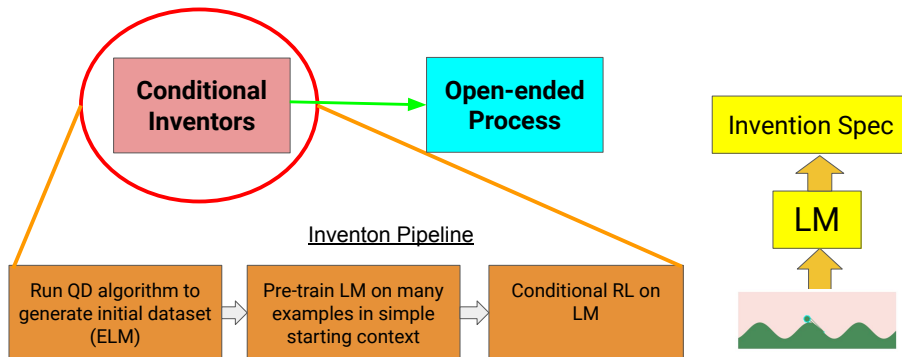 Conditional
Inventors
Open-ended
Process
Invention Spec
LM
Inventon Pipeline
Run QD algorithm to
generate initial dataset
(ELM)
Pre-train LM on many
examples in simple
starting context
Conditional RL on
LM